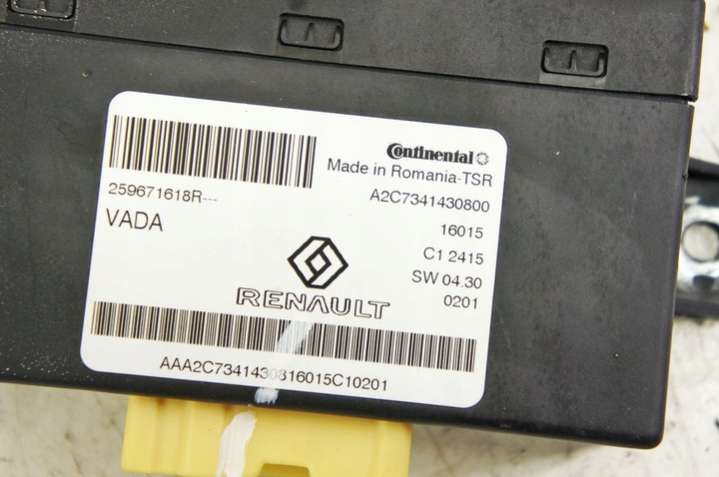 Continental
Made in Romania-TSR
259671618R---
A2C7341430800
VADA
16015
C1 2415
SW 04.30
0201
RENAULT
AAA2C7341430816015C10201